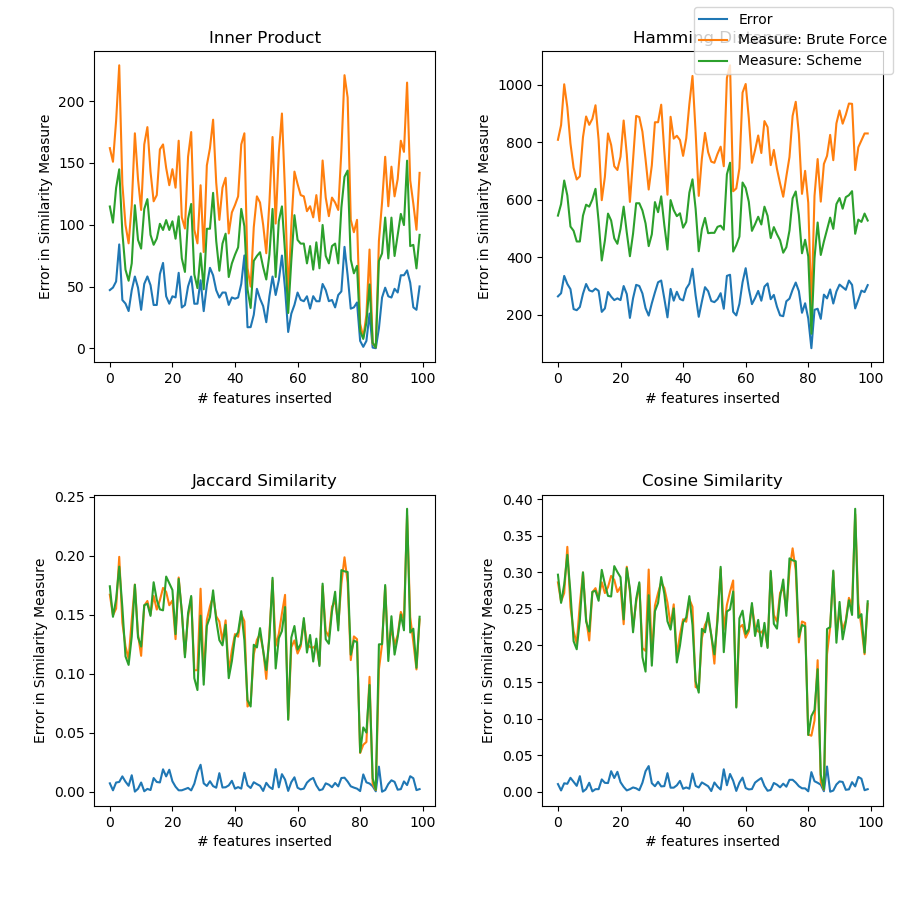 Error
Measure: Brute Force
Measure: Scheme
Inner Product
Error in Similarity Measure
200
150
100
50
0
0 20 40 60 80 100
# features inserted
Hamming Distance
Error in Similarity Measure
1000
800
600
400
200
0 20 40 60 80 100
# features inserted
Jaccard Similarity
Error in Similarity Measure
0.25
0.20
0.15
0.10
0.05
0.00
0 20 40 60 80 100
# features inserted
Cosine Similarity
Error in Similarity Measure
0.40
0.35
0.30
0.25
0.20
0.15
0.10
0.05
0.00
0 20 40 60 80 100
# features inserted